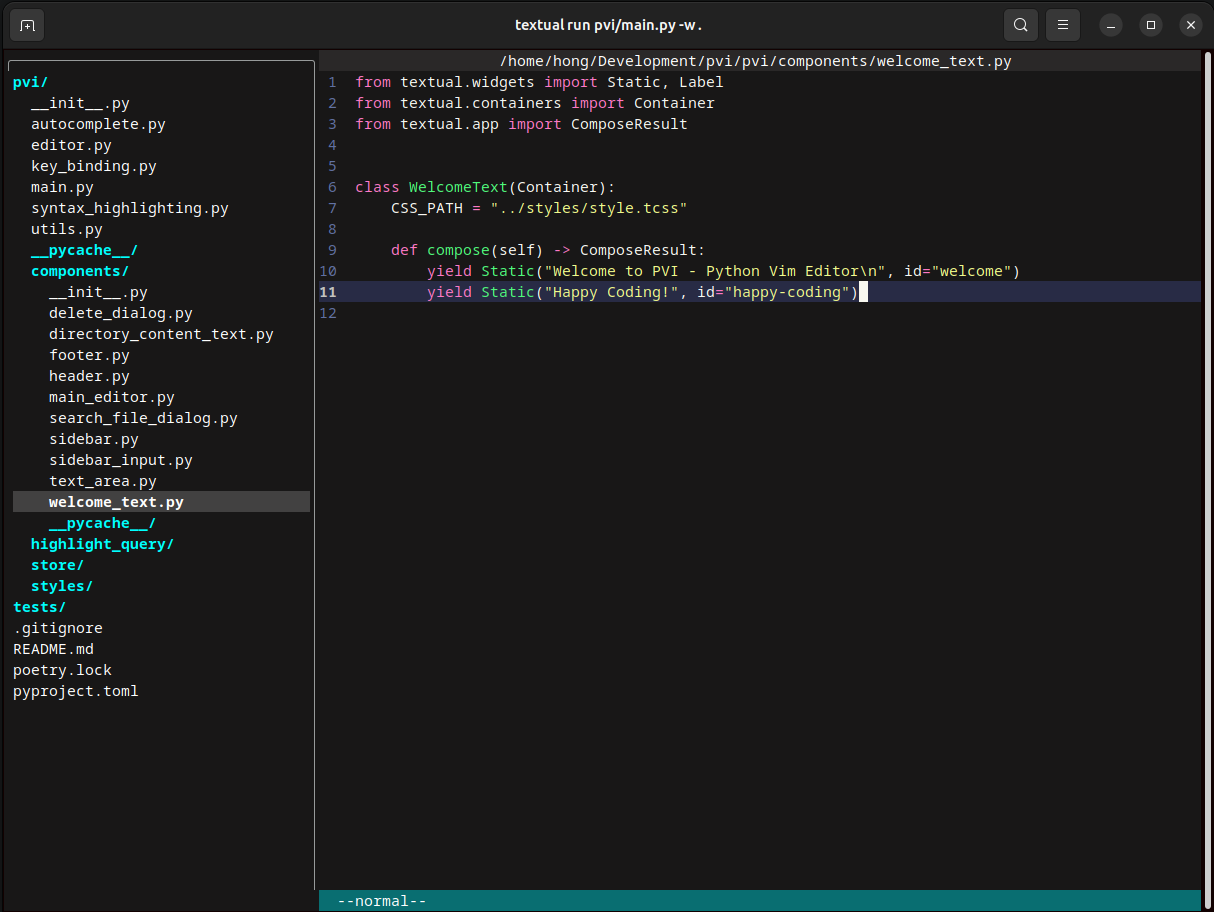 textual run pvi/main.py -w .
pvi/
__init__.py
autocomplete.py
editor.py
key_binding.py
main.py
syntax_highlighting.py
utils.py
__pycache__/
components/
__init__.py
delete_dialog.py
directory_content_text.py
footer.py
header.py
main_editor.py
search_file_dialog.py
sidebar.py
sidebar_input.py
text_area.py
welcome_text.py
__pycache__/
highlight_query/
store/
styles/
tests/
.gitignore
README.md
poetry.lock
pyproject.toml
/home/hong/Development/pvi/pvi/components/welcome_text.py
1 from textual.widgets import Static, Label
2 from textual.containers import Container
3 from textual.app import ComposeResult
4
5
6 class WelcomeText(Container):
7     CSS_PATH = "../styles/style.tcss"
8
9     def compose(self) -> ComposeResult:
10         yield Static("Welcome to PVI - Python Vim Editor\n", id="welcome")
11         yield Static("Happy Coding!", id="happy-coding")
12
--normal--